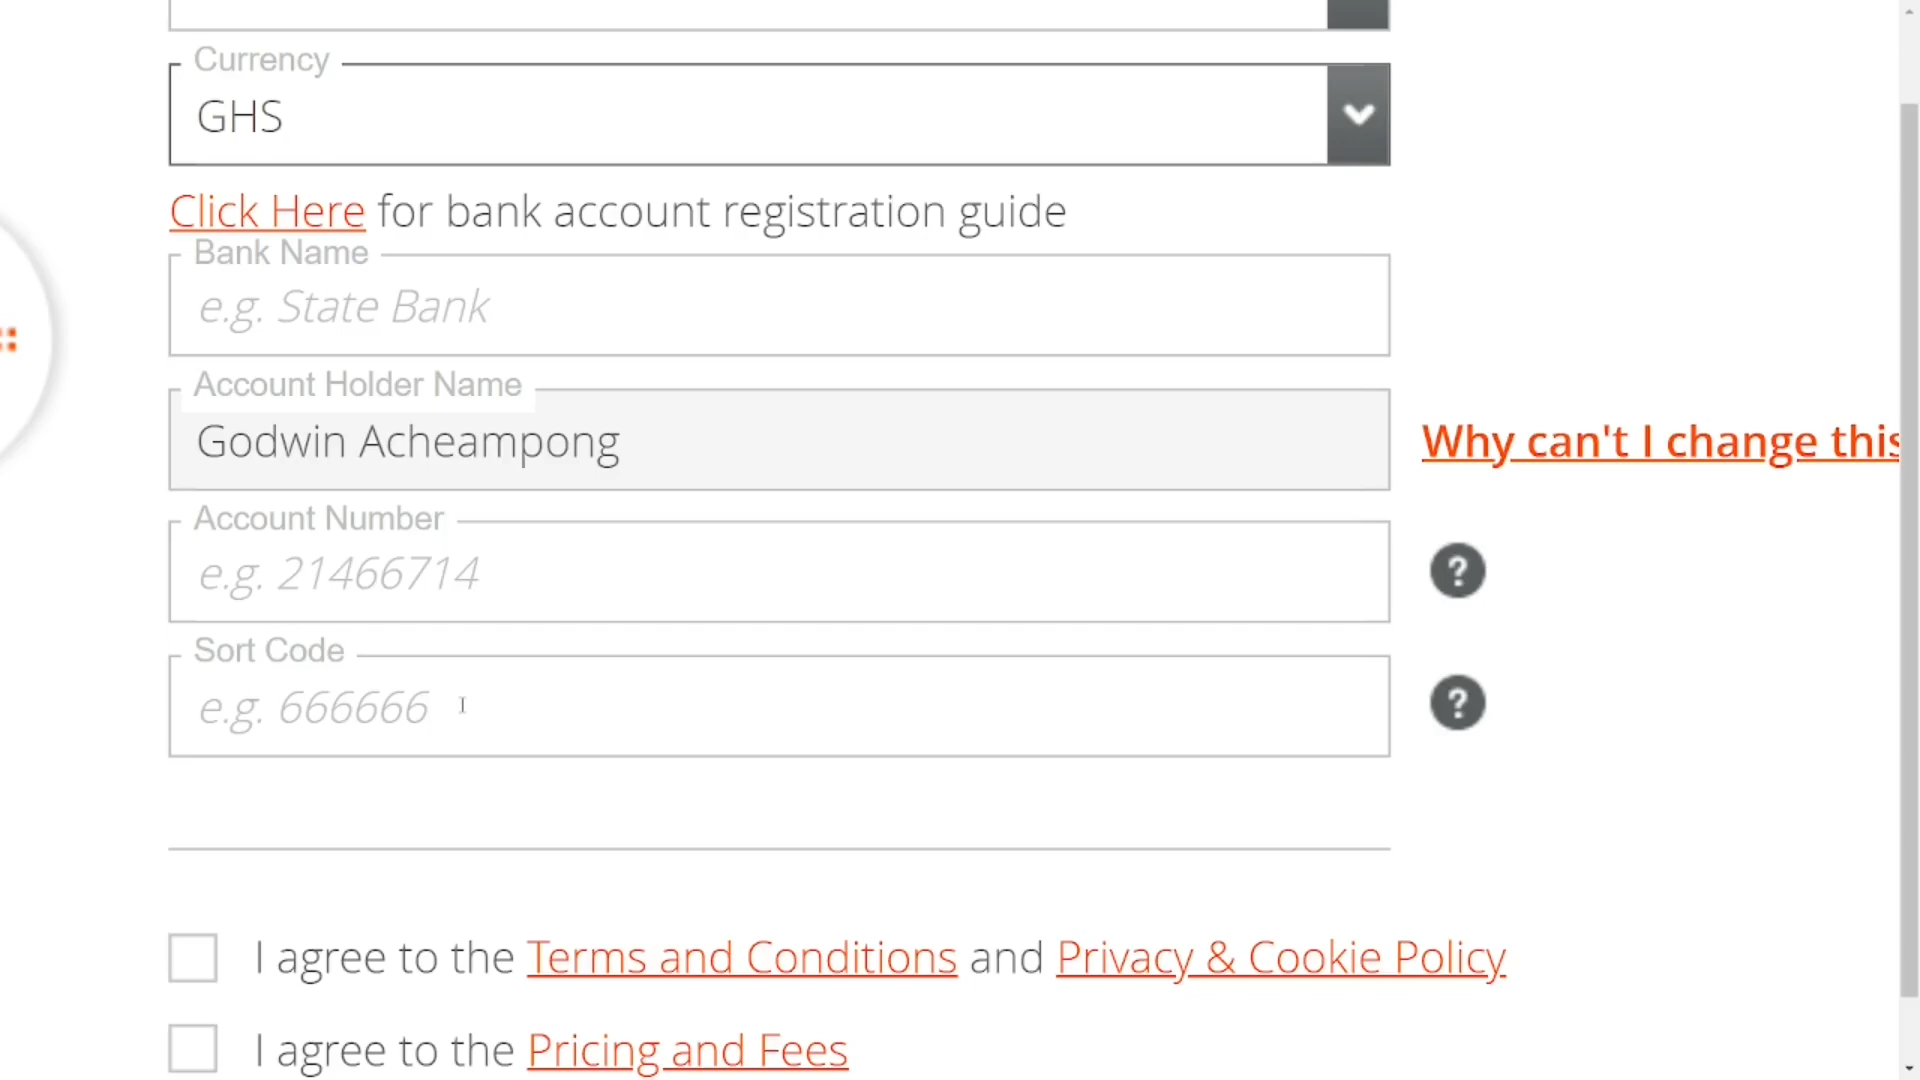 Currency
GHS
Click Here for bank account registration guide
Bank Name
e.g. State Bank
Account Holder Name
Godwin Acheampong
Why can't I change this
Account Number
e.g. 21466714
?
Sort Code
e.g. 666666
?
I agree to the Terms and Conditions and Privacy & Cookie Policy
I agree to the Pricing and Fees